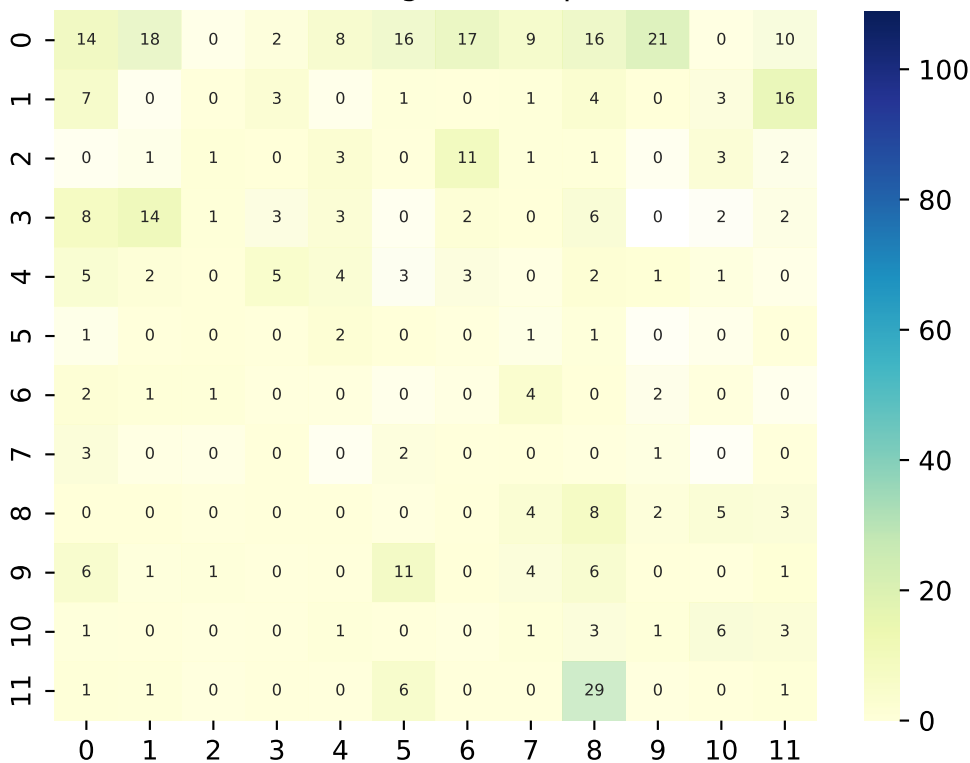 0 14 18 0 2 8 16 17 9 16 21 0 10
1 7 0 0 3 0 1 0 1 4 0 3 16
2 0 1 1 0 3 0 11 1 1 0 3 2
3 8 14 1 3 3 0 2 0 6 0 2 2
4 5 2 0 5 4 3 3 0 2 1 1 0
5 1 0 0 0 2 0 0 1 1 0 0 0
6 2 1 1 0 0 0 0 4 0 2 0 0
7 3 0 0 0 0 2 0 0 0 1 0 0
8 0 0 0 0 0 0 0 4 8 2 5 3
9 6 1 1 0 0 11 0 4 6 0 0 1
10 1 0 0 0 1 0 0 1 3 1 6 3
11 1 1 0 0 0 6 0 0 29 0 0 1
0 1 2 3 4 5 6 7 8 9 10 11
100
80
60
40
20
0